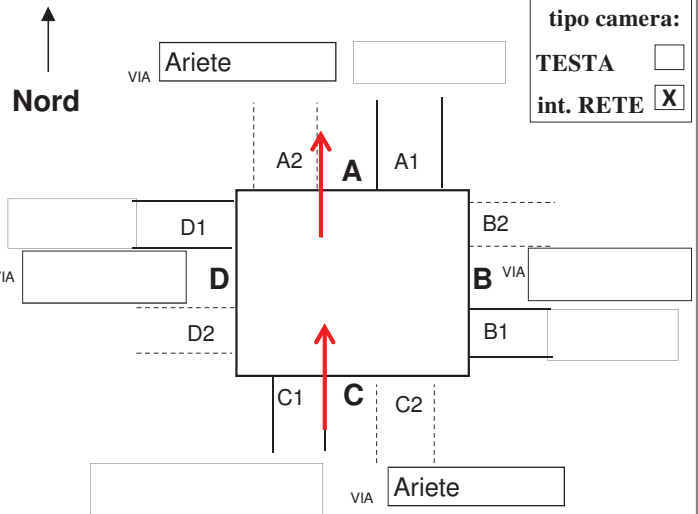 tipo camera:
VIA Ariete
TESTA
Nord
int. RETE X
A2 A A1
D1 B2
VIA D B VIA
D2 B1
C1 C C2
VIA Ariete